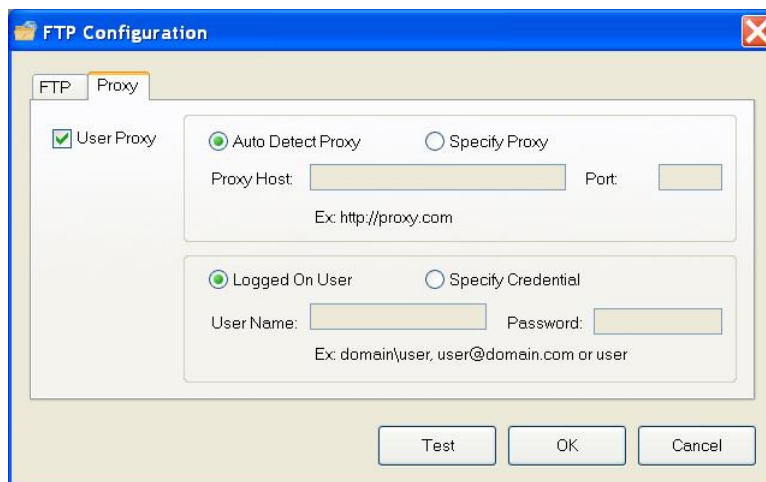 FTP Configuration
FTP Proxy
User Proxy
Auto Detect Proxy Specify Proxy
Proxy Host: Port:
Ex: http://proxy.com
Logged On User Specify Credential
User Name: Password:
Ex: domain\user, user@domain.com or user
Test OK Cancel